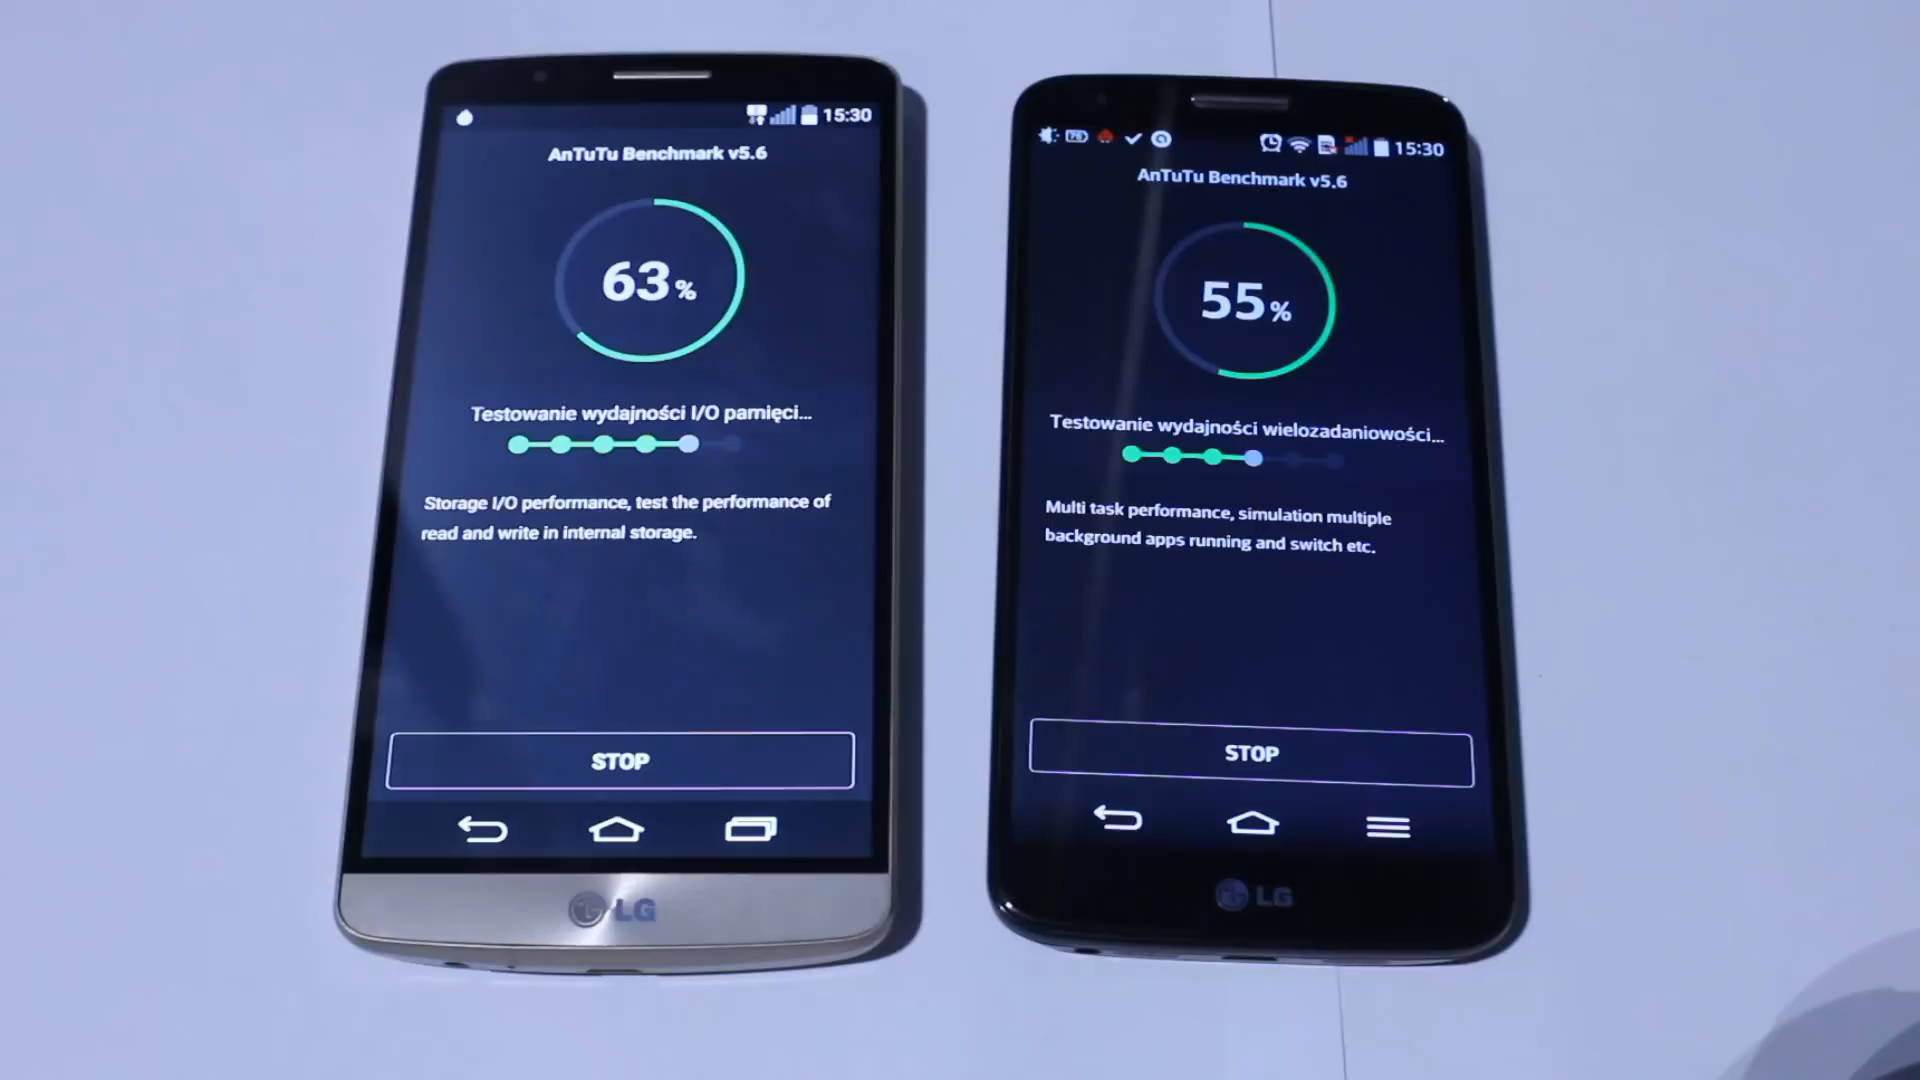 15:30
AnTuTu Benchmark v5.6
63%
Testowanie wydajności I/O pamięci...
Storage I/O performance, test the performance of
read and write in internal storage.
STOP
LG
15:30
AnTuTu Benchmark v5.6
55%
Testowanie wydajności wielozadaniowości...
Multi task performance, simulation multiple
background apps running and switch etc.
STOP
LG